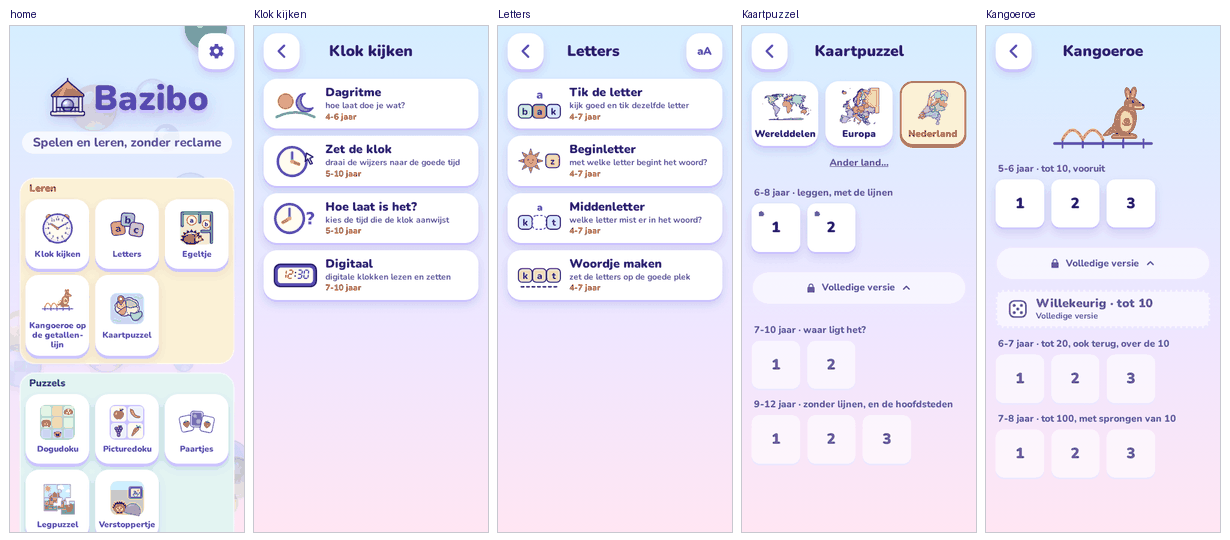 home
Bazibo
Spelen en leren, zonder reclame
Leren
Klok kijken
Letters
Egeltje
Kangoeroe op
de getallen-
lijn
Kaartpuzzel
Puzzels
Dogudoku
Picturedoku
Paartjes
Legpuzzel
Verstoppertje
Klok kijken
Klok kijken
Dagritme
hoe laat doe je wat?
4-6 jaar
Zet de klok
draai de wijzers naar de goede tijd
5-10 jaar
Hoe laat is het?
kies de tijd die de klok aanwijst
5-10 jaar
12:30
Digitaal
digitale klokken lezen en zetten
7-10 jaar
Letters
Letters
aA
a
b a k
Tik de letter
kijk goed en tik dezelfde letter
4-7 jaar
z
Beginletter
met welke letter begint het woord?
4-7 jaar
a
k t
Middenletter
welke letter mist er in het woord?
4-7 jaar
k a t
Woordje maken
zet de letters op de goede plek
4-7 jaar
Kaartpuzzel
Kaartpuzzel
Werelddelen
Europa
Nederland
Ander land...
6-8 jaar · leggen, met de lijnen
1 2
Volledige versie
7-10 jaar · waar ligt het?
1 2
9-12 jaar · zonder lijnen, en de hoofdsteden
1 2 3
Kangoeroe
Kangoeroe
5-6 jaar · tot 10, vooruit
1 2 3
Volledige versie
Willekeurig · tot 10
Volledige versie
6-7 jaar · tot 20, ook terug, over de 10
1 2 3
7-8 jaar · tot 100, met sprongen van 10
1 2 3